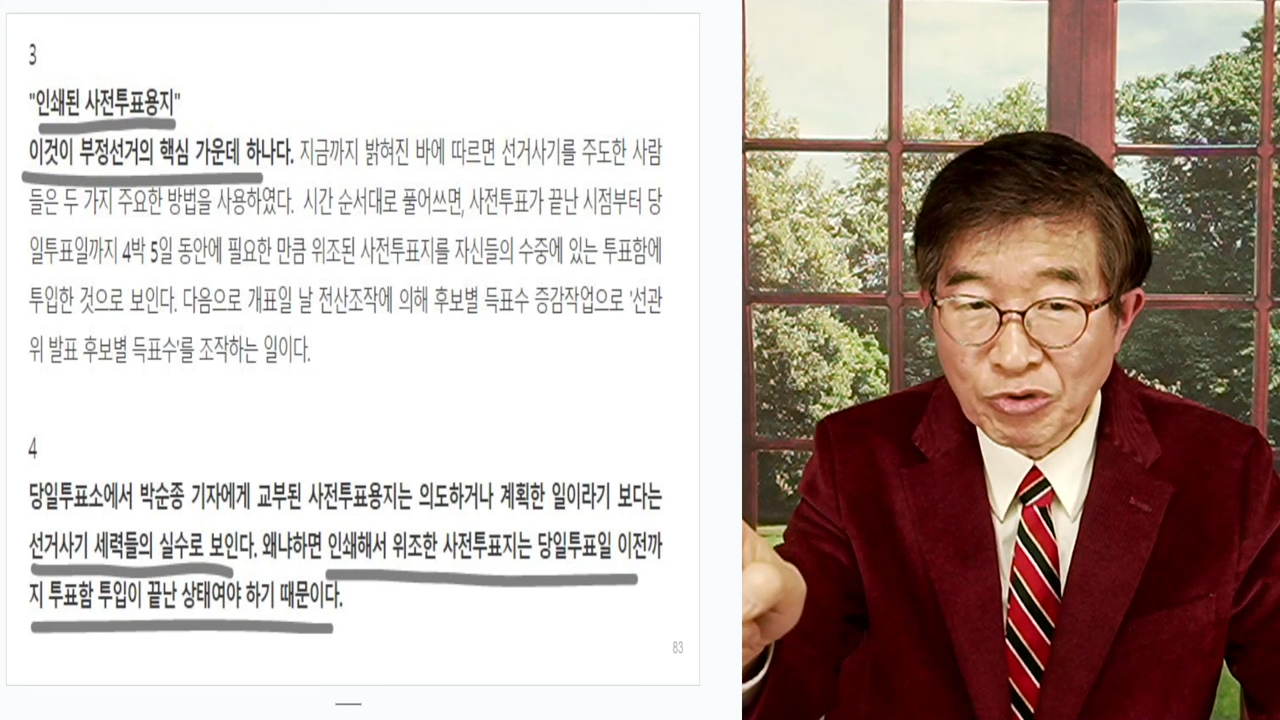 3
"인쇄된 사전투표용지"
이것이 부정선거의 핵심 가운데 하나다. 지금까지 밝혀진 바에 따르면 선거사기를 주도한 사람
들은 두 가지 주요한 방법을 사용하였다. 시간 순서대로 풀어쓰면, 사전투표가 끝난 시점부터 당
일투표일까지 4박 5일 동안에 필요한 만큼 위조된 사전투표지를 자신들의 수중에 있는 투표함에
투입한 것으로 보인다. 다음으로 개표일 날 전산조작에 의해 후보별 득표수 증감작업으로 '선관
위 발표 후보별 득표수'를 조작하는 일이다.
4
당일투표소에서 박순종 기자에게 교부된 사전투표용지는 의도하거나 계획한 일이라기 보다는
선거사기 세력들의 실수로 보인다. 왜냐하면 인쇄해서 위조한 사전투표지는 당일투표일 이전까
지 투표함 투입이 끝난 상태여야 하기 때문이다.
83